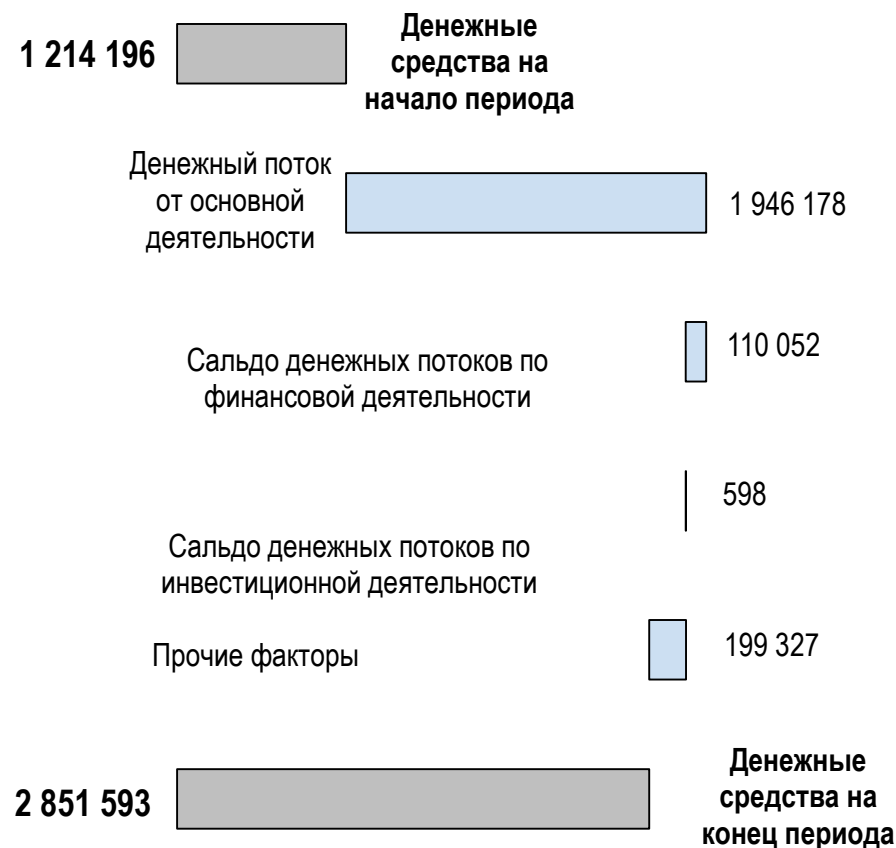 1 214 196
Денежные
средства на
начало периода
Денежный поток
от основной
деятельности
1 946 178
Сальдо денежных потоков по
финансовой деятельности
110 052
598
Сальдо денежных потоков по
инвестиционной деятельности
Прочие факторы
199 327
2 851 593
Денежные
средства на
конец периода